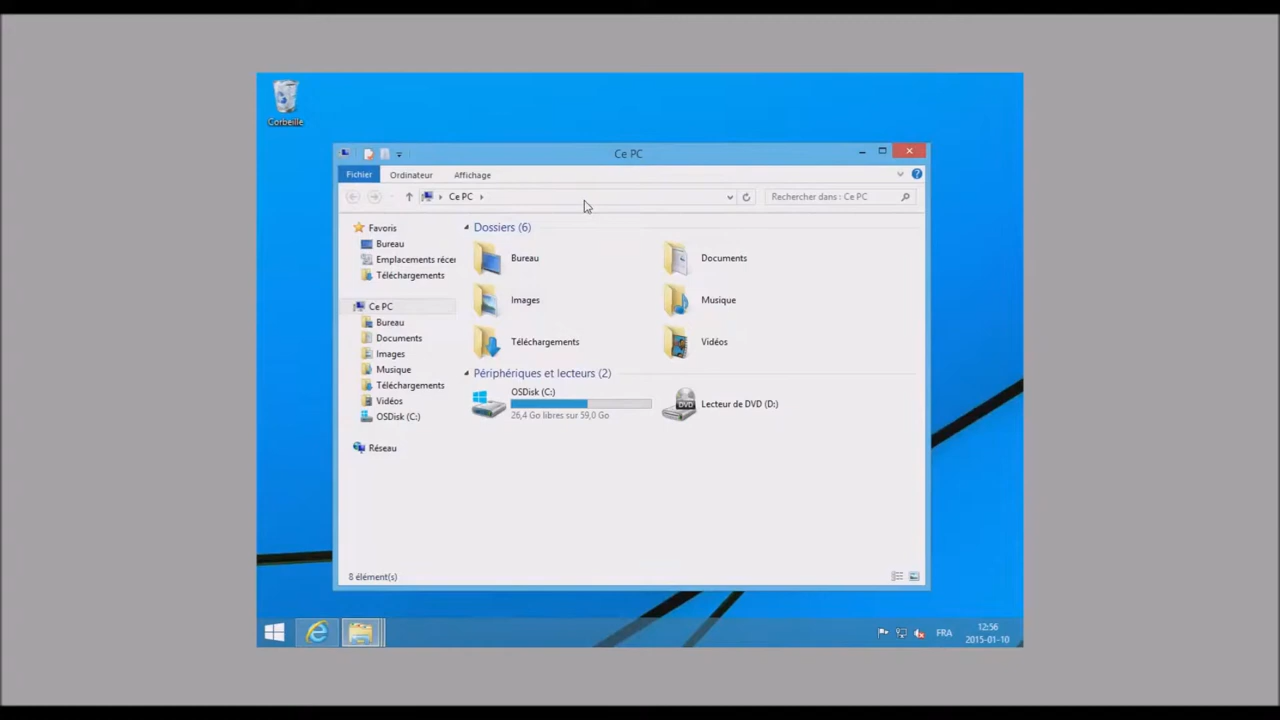 Corbeille
Ce PC
Fichier
Ordinateur
Affichage
Ce PC
Rechercher dans : Ce PC
Favoris
Bureau
Emplacements récer
Téléchargements
Ce PC
Bureau
Documents
Images
Musique
Téléchargements
Vidéos
OSDisk (C:)
Réseau
Dossiers (6)
Bureau
Documents
Images
Musique
Téléchargements
Vidéos
Périphériques et lecteurs (2)
OSDisk (C:)
26,4 Go libres sur 59,0 Go
DVD
Lecteur de DVD (D:)
8 élément(s)
FRA
12:56
2015-01-10